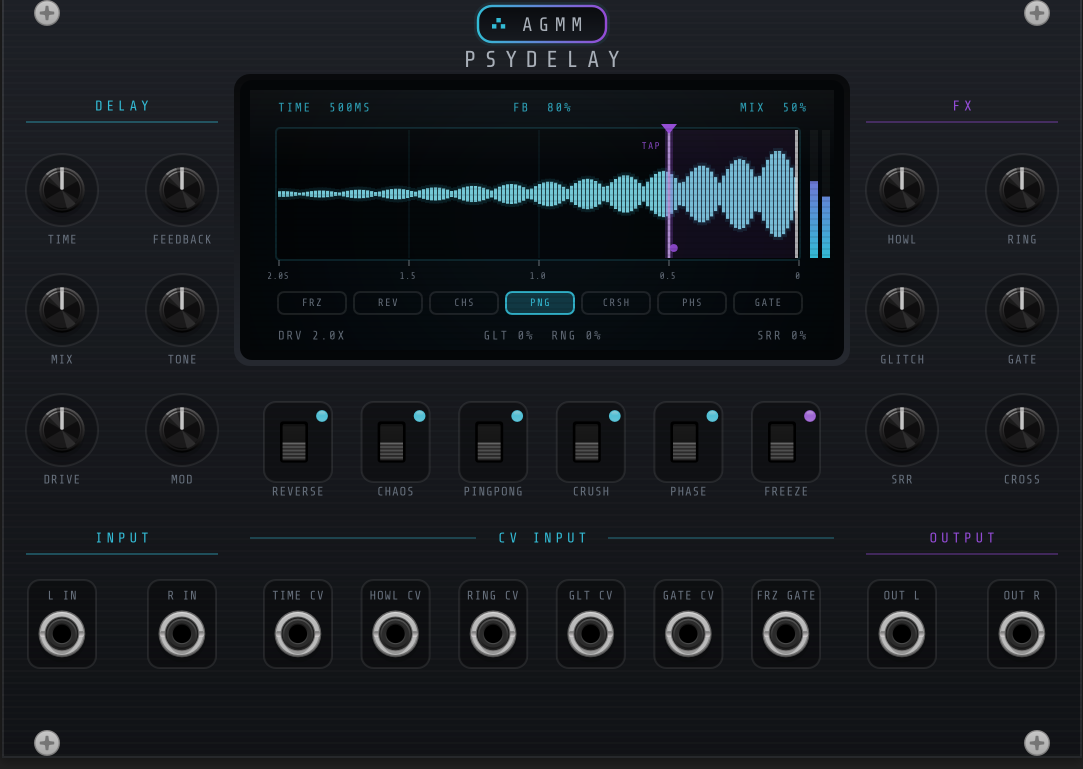 AGMM
PSYDELAY
DELAY
FX
TIME 500MS FB 80% MIX 50%
TAP
2.0S 1.5 1.0 0.5 0
FRZ REV CHS PNG CRSH PHS GATE
DRV 2.0X GLT 0% RNG 0% SRR 0%
TIME FEEDBACK
MIX TONE
DRIVE MOD
HOWL RING
GLITCH GATE
SRR CROSS
REVERSE CHAOS PINGPONG CRUSH PHASE FREEZE
INPUT CV INPUT OUTPUT
L IN R IN TIME CV HOWL CV RING CV GLT CV GATE CV FRZ GATE OUT L OUT R